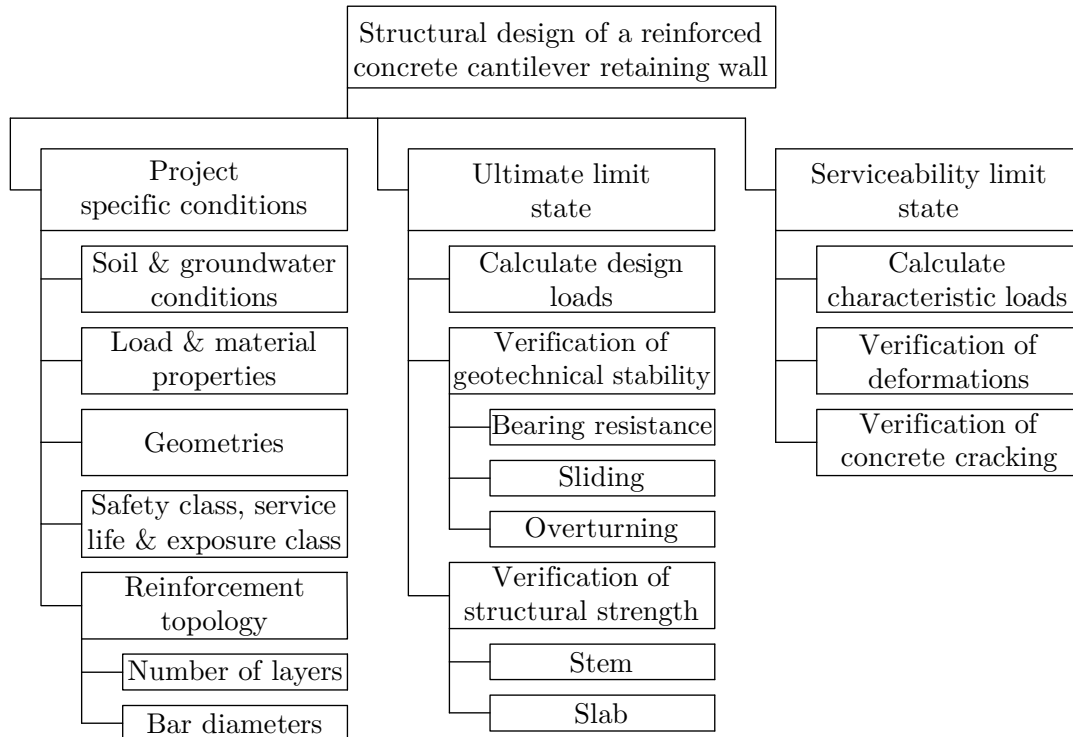 Structural design of a reinforced
concrete cantilever retaining wall
Project
specific conditions
Soil & groundwater
conditions
Load & material
properties
Geometries
Safety class, service
life & exposure class
Reinforcement
topology
Number of layers
Bar diameters
Ultimate limit
state
Calculate design
loads
Verification of
geotechnical stability
Bearing resistance
Sliding
Overturning
Verification of
structural strength
Stem
Slab
Serviceability limit
state
Calculate
characteristic loads
Verification of
deformations
Verification of
concrete cracking